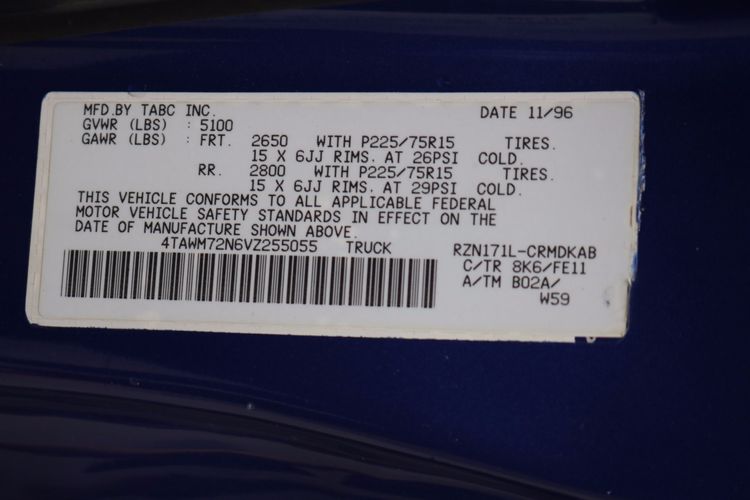 MFD.BY TABC INC. DATE 11/96
GVWR (LBS) : 5100
GAWR (LBS) : FRT. 2650 WITH P225/75R15 TIRES.
15 X 6JJ RIMS. AT 26PSI COLD.
RR. 2800 WITH P225/75R15 TIRES.
15 X 6JJ RIMS. AT 29PSI COLD.
THIS VEHICLE CONFORMS TO ALL APPLICABLE FEDERAL
MOTOR VEHICLE SAFETY STANDARDS IN EFFECT ON THE
DATE OF MANUFACTURE SHOWN ABOVE.
4TAWM72N6VZ255055 TRUCK RZN171L-CRMDKAB
C/TR 8K6/FE11
A/TM B02A/
W59